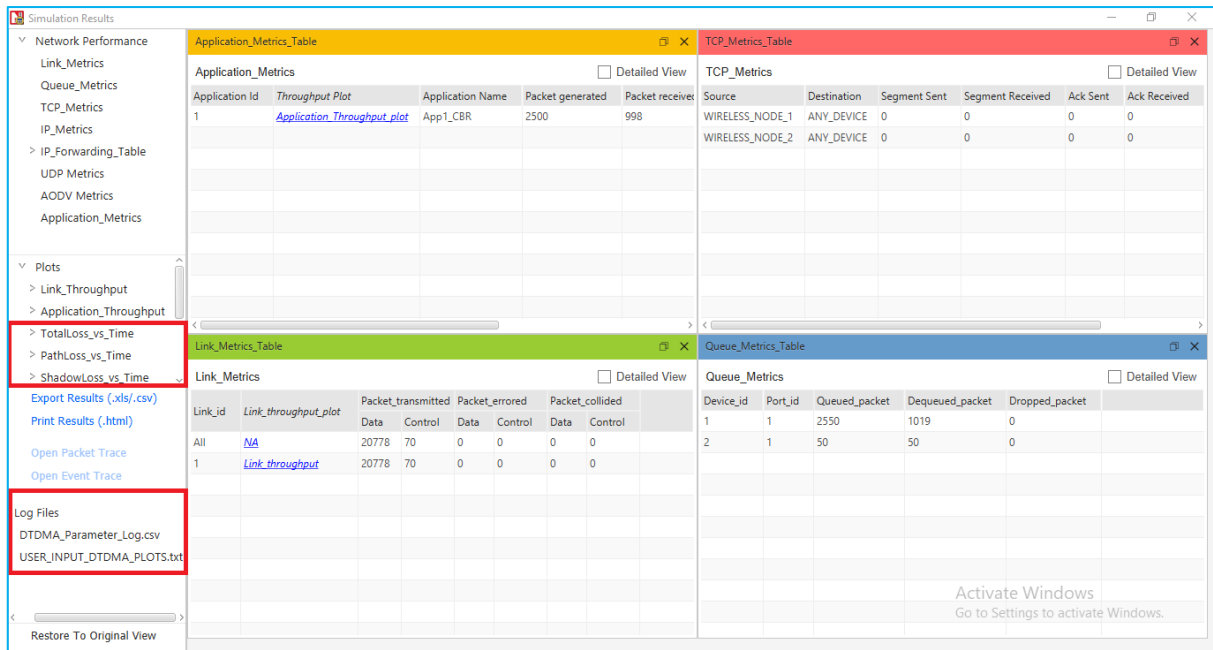 Simulation Results
Network Performance
Link_Metrics
Queue_Metrics
TCP_Metrics
IP_Metrics
IP_Forwarding_Table
UDP Metrics
AODV Metrics
Application_Metrics
Plots
Link_Throughput
Application_Throughput
TotalLoss_vs_Time
PathLoss_vs_Time
ShadowLoss_vs_Time
Export Results (.xls/.csv)
Print Results (.html)
Open Packet Trace
Open Event Trace
Log Files
DTDMA_Parameter_Log.csv
USER_INPUT_DTDMA_PLOTS.txt
Restore To Original View
Application_Metrics_Table
Application_Metrics Detailed View
Application Id Throughput Plot Application Name Packet generated Packet received
1 Application_Throughput_plot App1_CBR 2500 998
TCP_Metrics_Table
TCP_Metrics Detailed View
Source Destination Segment Sent Segment Received Ack Sent Ack Received
WIRELESS_NODE_1 ANY_DEVICE 0 0 0 0
WIRELESS_NODE_2 ANY_DEVICE 0 0 0 0
Link_Metrics_Table
Link_Metrics Detailed View
Link_id Link_throughput_plot Packet_transmitted Packet_errored Packet_collided
Data Control Data Control Data Control
All NA 20778 70 0 0 0 0
1 Link_throughput 20778 70 0 0 0 0
Queue_Metrics_Table
Queue_Metrics Detailed View
Device_id Port_id Queued_packet Dequeued_packet Dropped_packet
1 1 2550 1019 0
2 1 50 50 0
Activate Windows
Go to Settings to activate Windows.